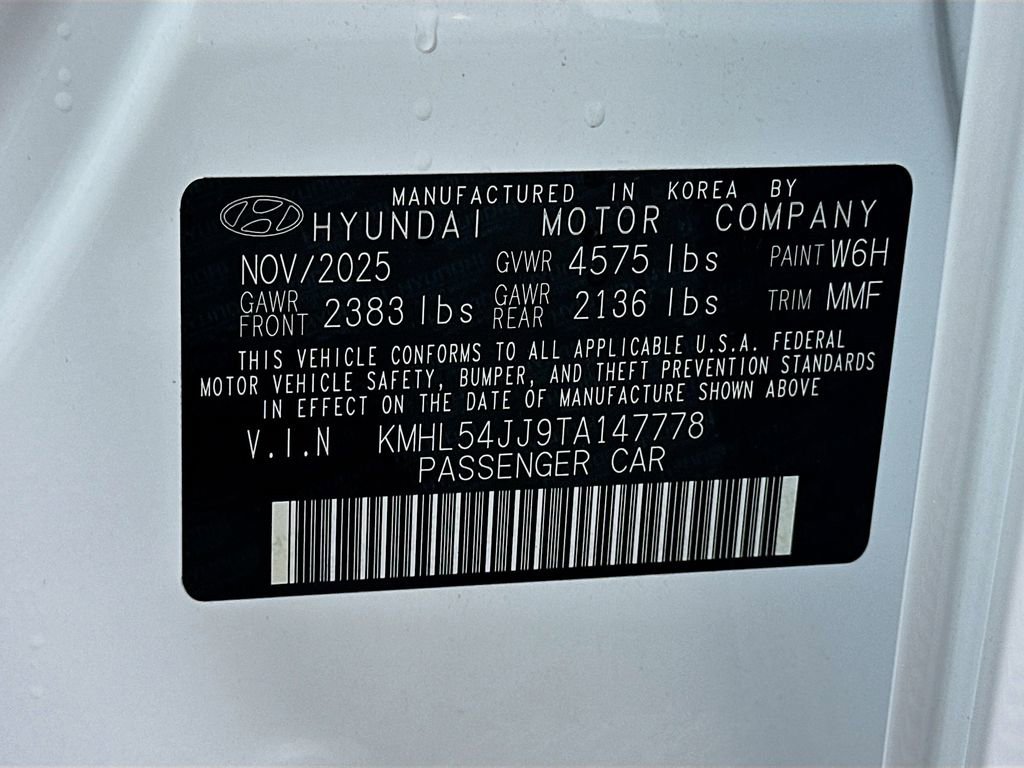 MANUFACTURED IN KOREA BY
HYUNDAI MOTOR COMPANY
NOV/2025 GVWR 4575 lbs PAINT W6H
GAWR FRONT 2383 lbs GAWR REAR 2136 lbs TRIM MMF
THIS VEHICLE CONFORMS TO ALL APPLICABLE U.S.A. FEDERAL
MOTOR VEHICLE SAFETY, BUMPER, AND THEFT PREVENTION STANDARDS
IN EFFECT ON THE DATE OF MANUFACTURE SHOWN ABOVE
V.I.N KMHL54JJ9TA147778
PASSENGER CAR